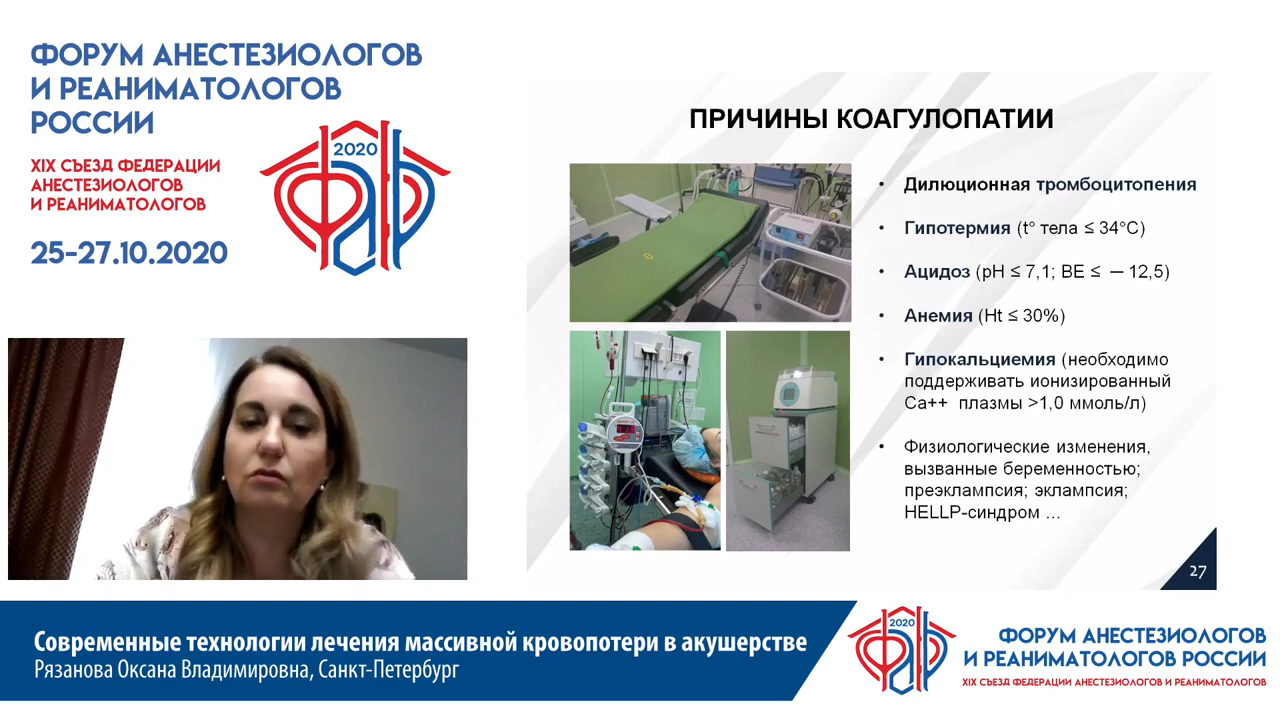 ФОРУМ АНЕСТЕЗИОЛОГОВ
И РЕАНИМАТОЛОГОВ
РОССИИ
XIX СЪЕЗД ФЕДЕРАЦИИ
АНЕСТЕЗИОЛОГОВ
И РЕАНИМАТОЛОГОВ
25-27.10.2020
2020
ПРИЧИНЫ КОАГУЛОПАТИИ
• Дилюционная тромбоцитопения
• Гипотермия (t° тела ≤ 34°С)
• Ацидоз (рН ≤ 7,1; ВЕ ≤ — 12,5)
• Анемия (Ht ≤ 30%)
• Гипокальциемия (необходимо
поддерживать ионизированный
Са++ плазмы >1,0 ммоль/л)
• Физиологические изменения,
вызванные беременностью;
преэклампсия; эклампсия;
HELLP-синдром ...
27
Современные технологии лечения массивной кровопотери в акушерстве
Рязанова Оксана Владимировна, Санкт-Петербург
2020
ФОРУМ АНЕСТЕЗИОЛОГОВ
И РЕАНИМАТОЛОГОВ РОССИИ
XIX СЪЕЗД ФЕДЕРАЦИИ АНЕСТЕЗИОЛОГОВ И РЕАНИМАТОЛОГОВ